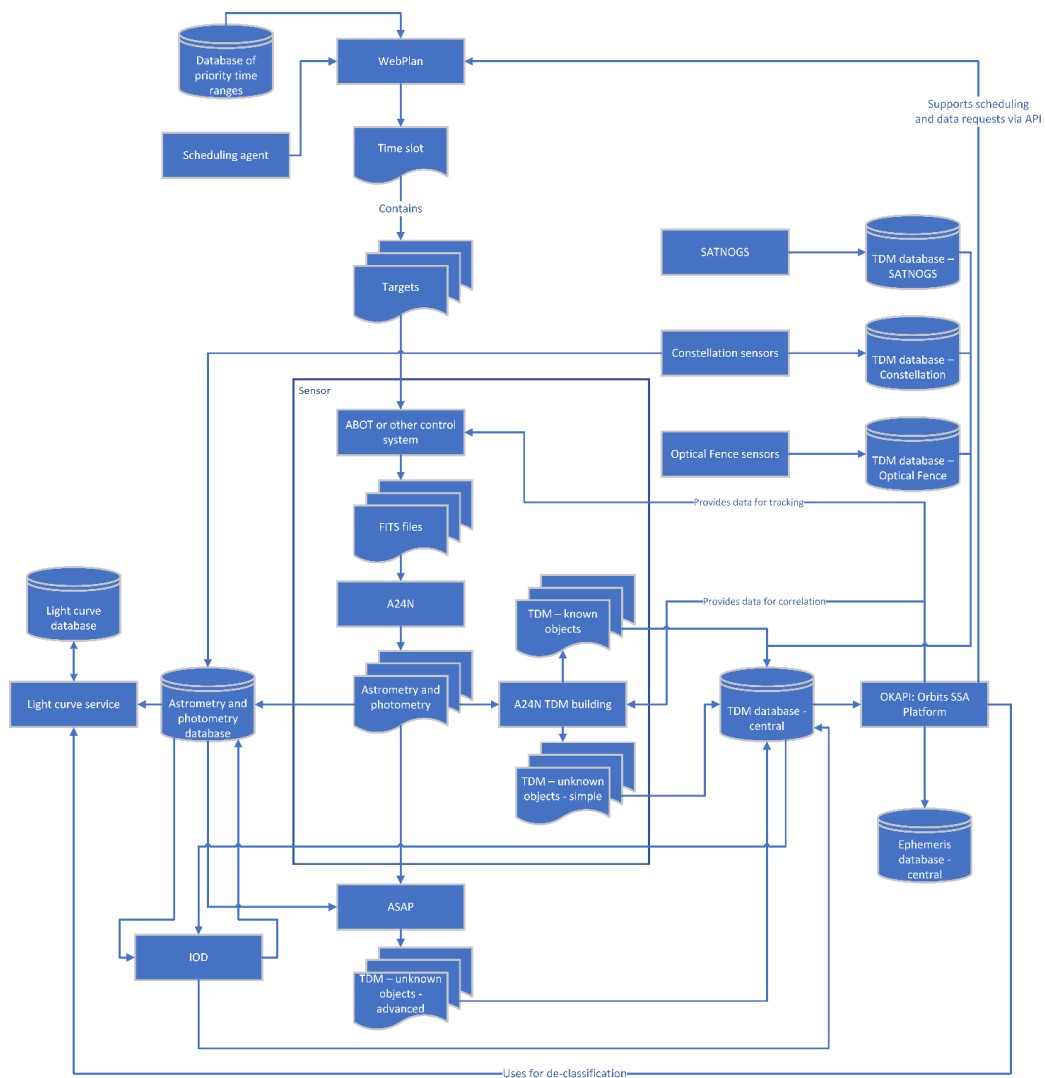 Database of
priority time
ranges
WebPlan
Supports scheduling
and data requests via API
Scheduling agent
Time slot
Contains
SATNOGS
TDM database –
SATNOGS
Targets
Constellation sensors
TDM database –
Constellation
Sensor
ABOT or other control
system
Optical Fence sensors
TDM database –
Optical Fence
Provides data for tracking
FITS files
A24N
Light curve
database
TDM – known
objects
Provides data for correlation
Light curve service
Astrometry and
photometry
database
Astrometry and
photometry
A24N TDM building
TDM database -
central
OKAPI: Orbits SSA
Platform
TDM – unknown
objects - simple
Ephemeris
database -
central
ASAP
IOD
TDM – unknown
objects -
advanced
Uses for de-classification